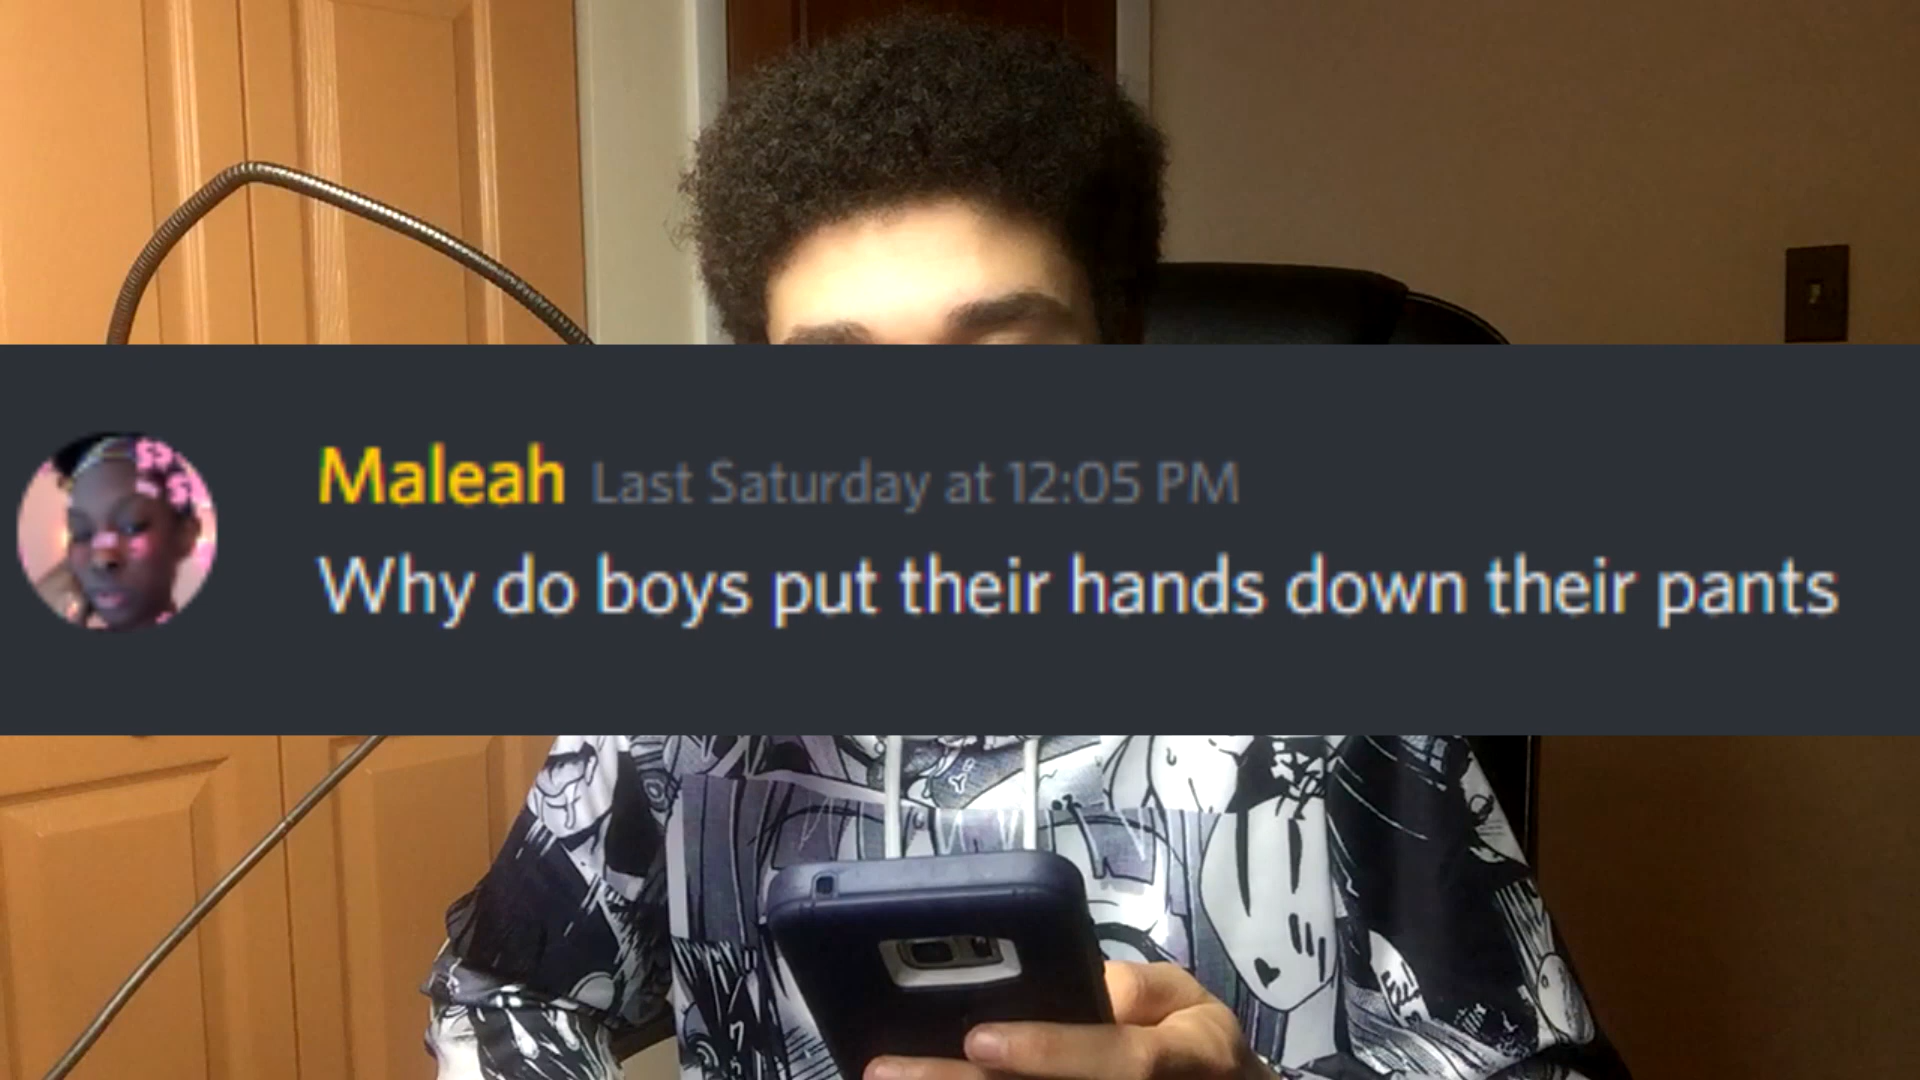 Maleah Last Saturday at 12:05 PM
Why do boys put their hands down their pants